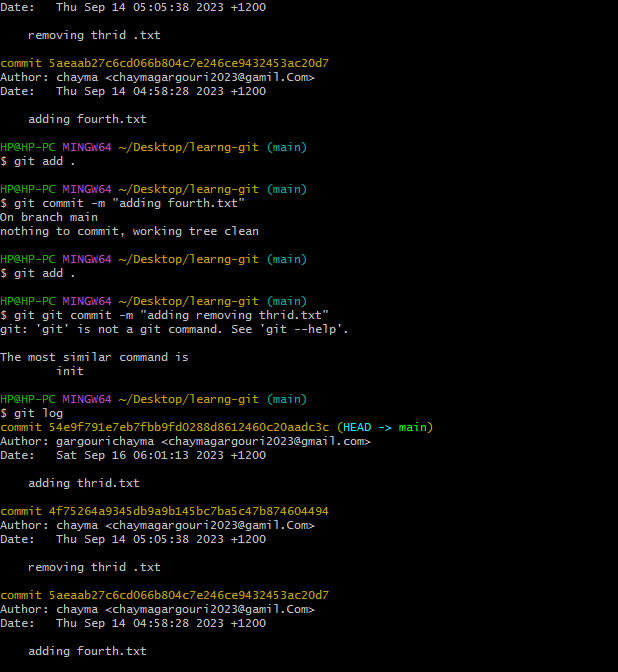 Date:   Thu Sep 14 05:05:38 2023 +1200
removing thrid .txt
commit 5aeaab27c6cd066b804c7e246ce9432453ac20d7
Author: chayma <chaymagargouri2023@gamil.Com>
Date:   Thu Sep 14 04:58:28 2023 +1200
adding fourth.txt
HP@HP-PC MINGW64 ~/Desktop/learng-git (main)
$ git add .
HP@HP-PC MINGW64 ~/Desktop/learng-git (main)
$ git commit -m "adding fourth.txt"
On branch main
nothing to commit, working tree clean
HP@HP-PC MINGW64 ~/Desktop/learng-git (main)
$ git add .
HP@HP-PC MINGW64 ~/Desktop/learng-git (main)
$ git git commit -m "adding removing thrid.txt"
git: 'git' is not a git command. See 'git --help'.
The most similar command is
init
HP@HP-PC MINGW64 ~/Desktop/learng-git (main)
$ git log
commit 54e9f791e7eb7fbb9fd0288d8612460c20aadc3c (HEAD -> main)
Author: gargourichayma <chaymagargouri2023@gmail.com>
Date:   Sat Sep 16 06:01:13 2023 +1200
adding thrid.txt
commit 4f75264a9345db9a9b145bc7ba5c47b874604494
Author: chayma <chaymagargouri2023@gamil.Com>
Date:   Thu Sep 14 05:05:38 2023 +1200
removing thrid .txt
commit 5aeaab27c6cd066b804c7e246ce9432453ac20d7
Author: chayma <chaymagargouri2023@gamil.Com>
Date:   Thu Sep 14 04:58:28 2023 +1200
adding fourth.txt